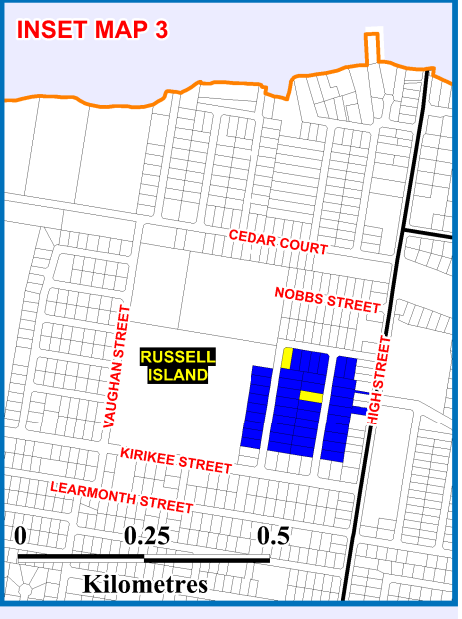 INSET MAP 3
CEDAR COURT
NOBBS STREET
VAUGHAN STREET
RUSSELL
ISLAND
HIGH STREET
KIRIKEE STREET
LEARMONTH STREET
0 0.25 0.5
Kilometres